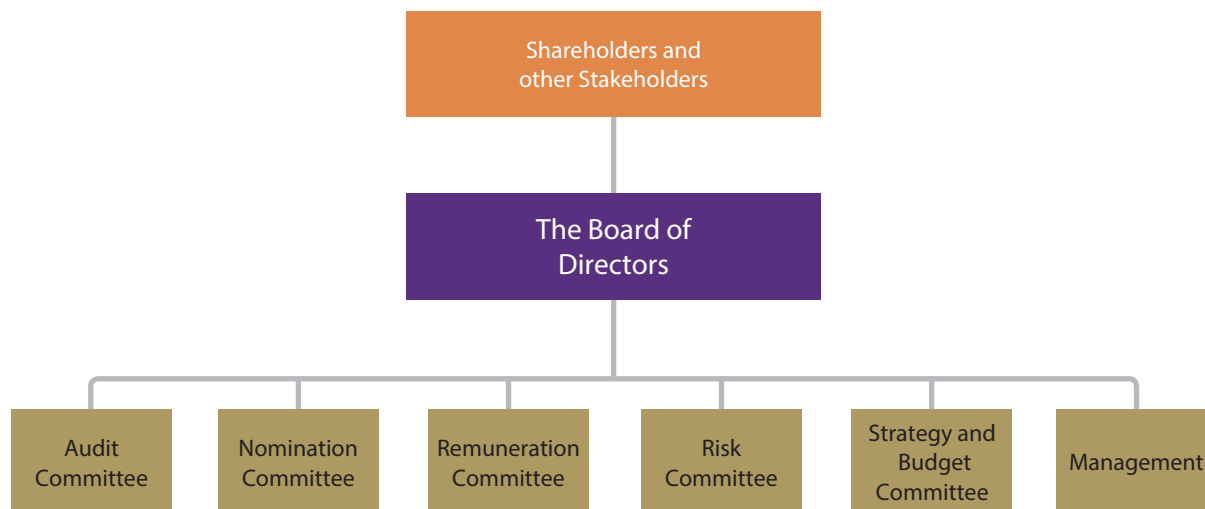 Shareholders and
other Stakeholders
The Board of
Directors
Audit
Committee
Nomination
Committee
Remuneration
Committee
Risk
Committee
Strategy and
Budget
Committee
Management